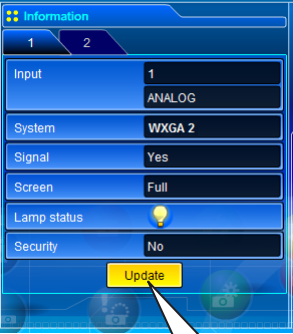 Information
1 2
Input 1
ANALOG
System WXGA 2
Signal Yes
Screen Full
Lamp status
Security No
Update